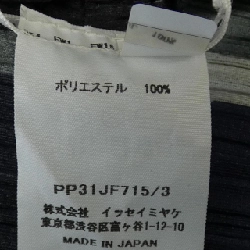 ポリエステル 100%
PP31JF715/3
株式会社 イッセイミヤケ
東京都渋谷区富ヶ谷1-12-10
MADE IN JAPAN